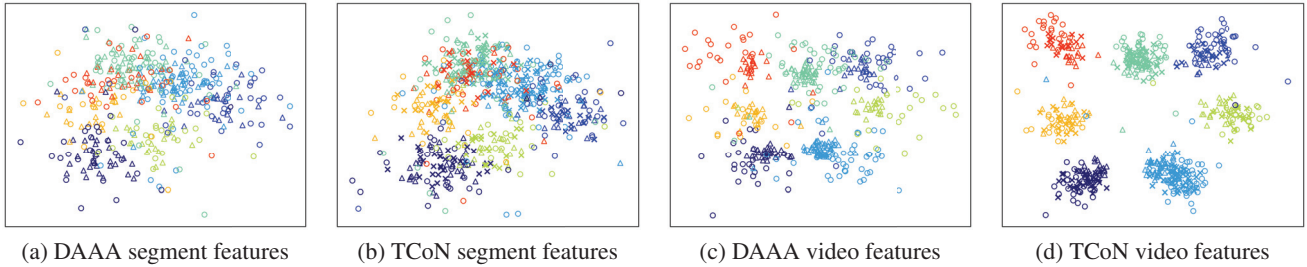 (a) DAAA segment features
(b) TCoN segment features
(c) DAAA video features
(d) TCoN video features